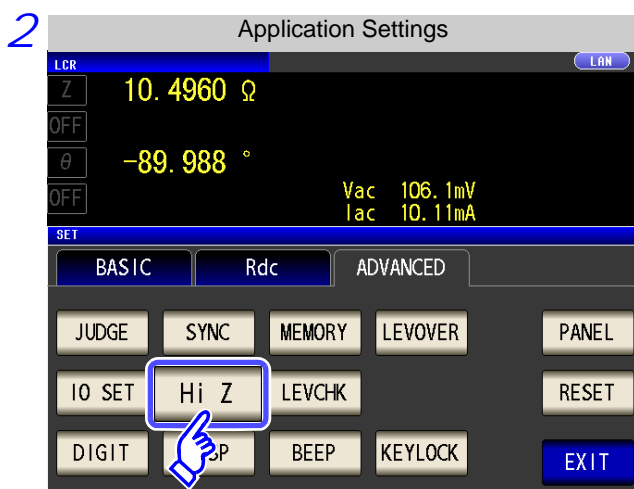 2
Application Settings
LCR
LAN
Z 10.4960 Ω
OFF
θ -89.988 °
OFF
Vac 106.1mV
Iac 10.11mA
SET
BASIC Rdc ADVANCED
JUDGE SYNC MEMORY LEVOVER PANEL
IO SET Hi Z LEVCHK RESET
DIGIT BEEP KEYLOCK EXIT